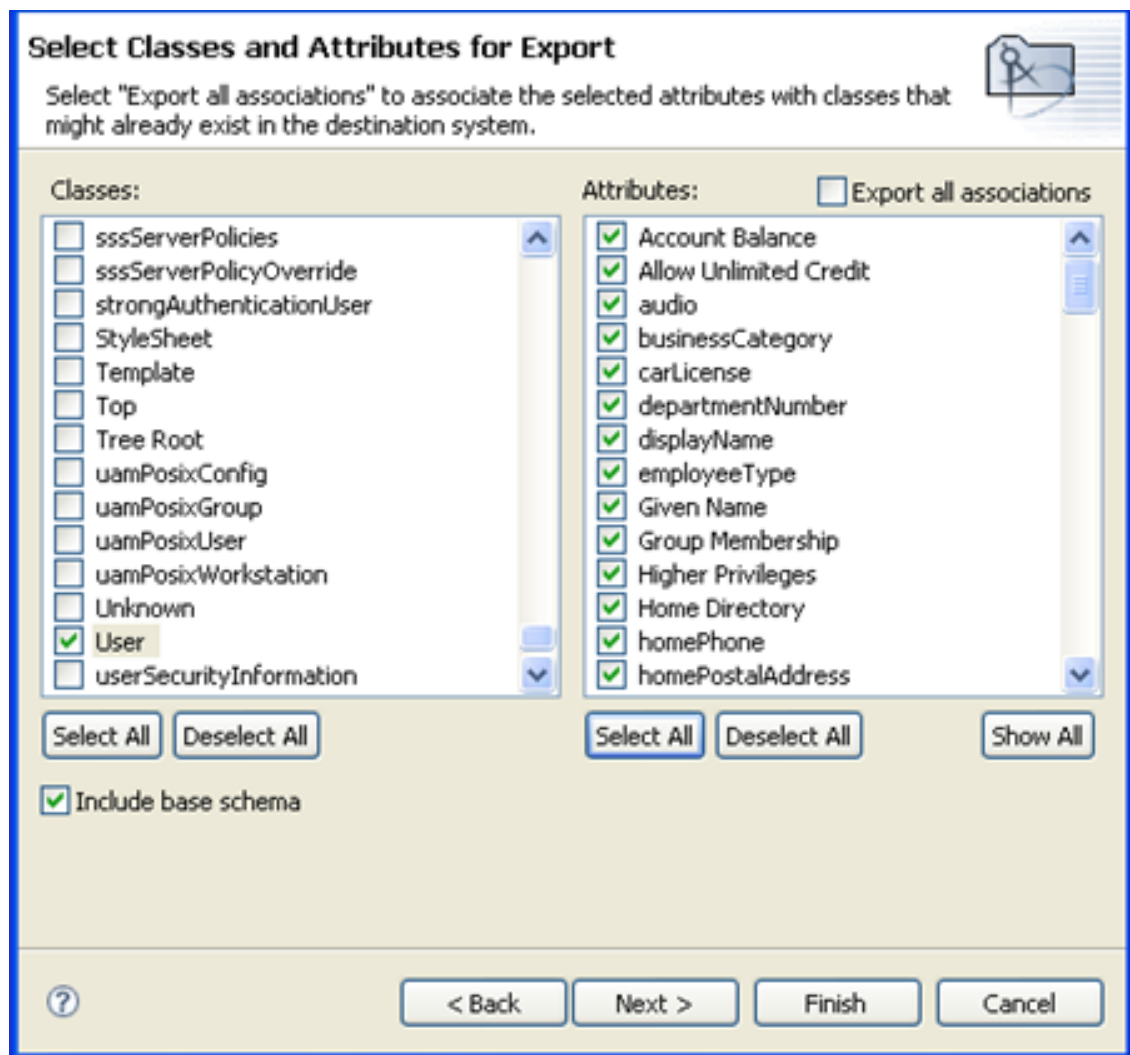 Select Classes and Attributes for Export
Select "Export all associations" to associate the selected attributes with classes that
might already exist in the destination system.
Classes:
sssServerPolicies
sssServerPolicyOverride
strongAuthenticationUser
StyleSheet
Template
Top
Tree Root
uamPosixConfig
uamPosixGroup
uamPosixUser
uamPosixWorkstation
Unknown
User
userSecurityInformation
Select All
Deselect All
Include base schema
Attributes:
Export all associations
Account Balance
Allow Unlimited Credit
audio
businessCategory
carLicense
departmentNumber
displayName
employeeType
Given Name
Group Membership
Higher Privileges
Home Directory
homePhone
homePostalAddress
Select All
Deselect All
Show All
?
< Back
Next >
Finish
Cancel